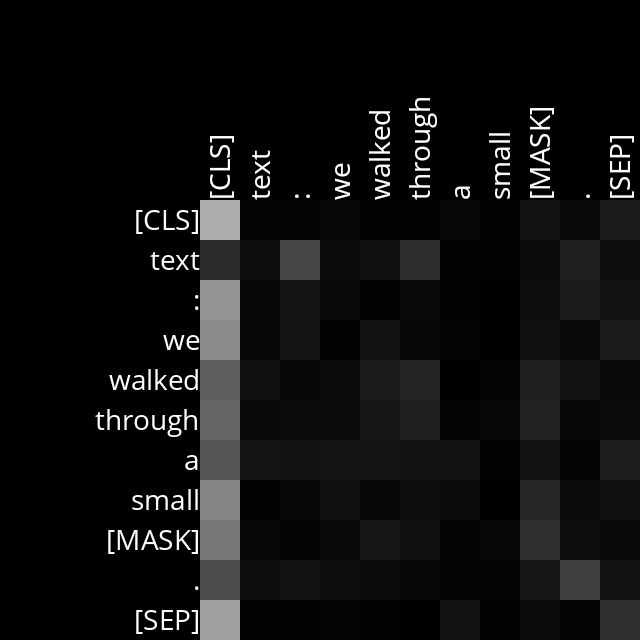 [CLS] text : we walked through a small [MASK] . [SEP]
[CLS]
text
:
we
walked
through
a
small
[MASK]
.
[SEP]